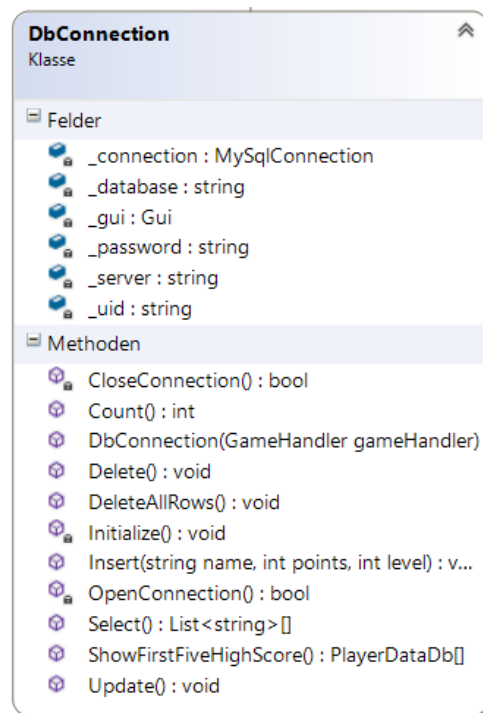 DbConnection
Klasse
Felder
_connection : MySqlConnection
_database : string
_gui : Gui
_password : string
_server : string
_uid : string
Methoden
CloseConnection() : bool
Count() : int
DbConnection(GameHandler gameHandler)
Delete() : void
DeleteAllRows() : void
Initialize() : void
Insert(string name, int points, int level) : v...
OpenConnection() : bool
Select() : List<string>[]
ShowFirstFiveHighScore() : PlayerDataDb[]
Update() : void